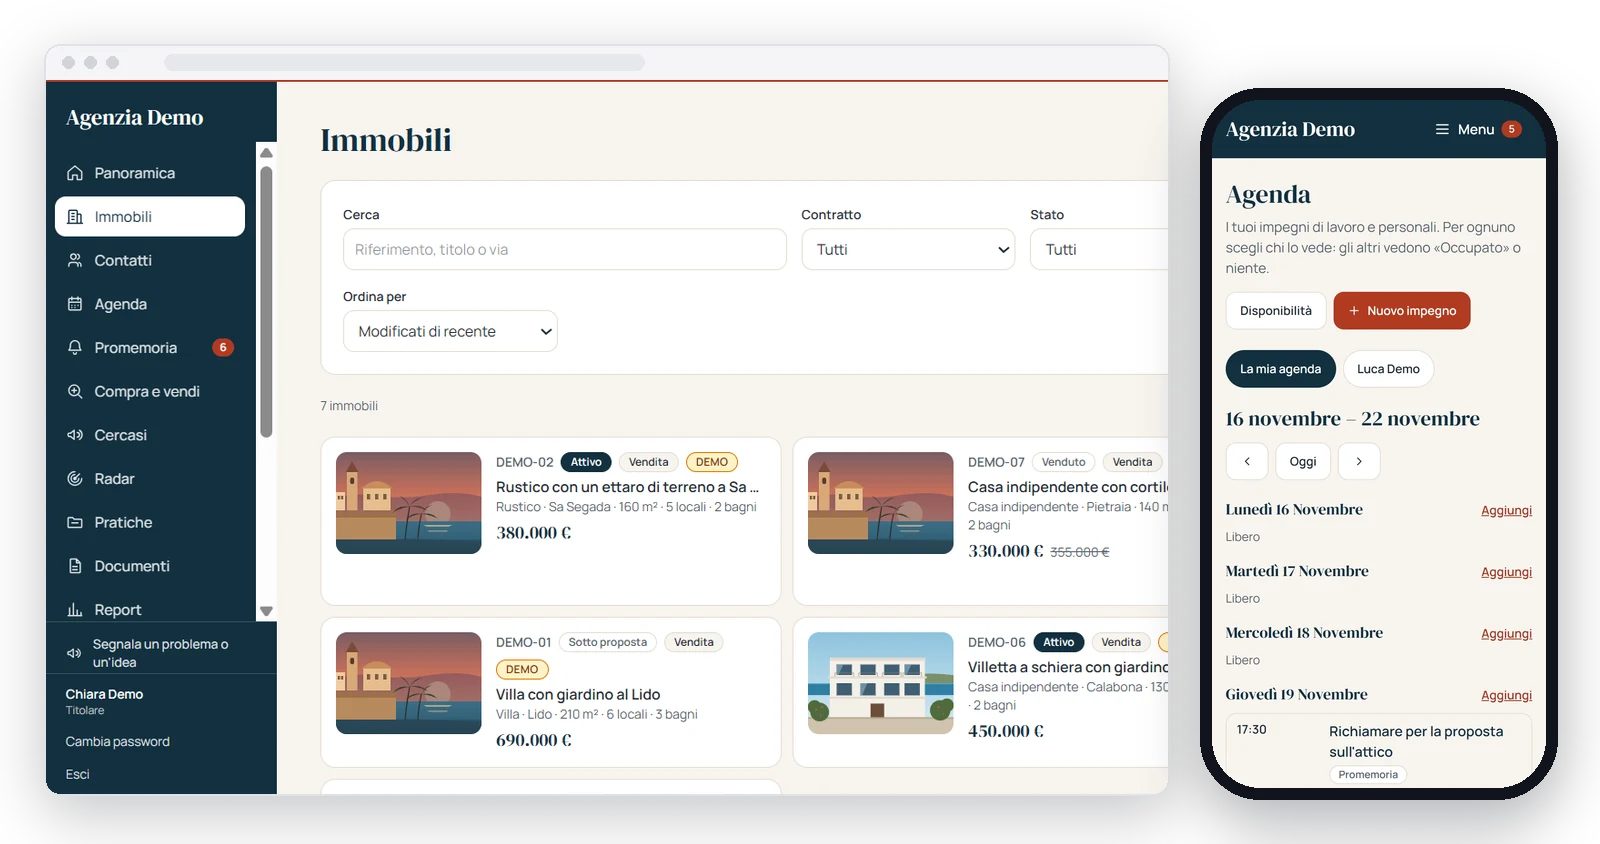 Agenzia Demo
Panoramica
Immobili
Contatti
Agenda
Promemoria 6
Compra e vendi
Cercasi
Radar
Pratiche
Documenti
Report
Segnala un problema o
un'idea
Chiara Demo
Titolare
Cambia password
Esci
Immobili
Cerca
Riferimento, titolo o via
Contratto
Tutti
Stato
Tutti
Ordina per
Modificati di recente
7 immobili
DEMO-02 Attivo Vendita DEMO
Rustico con un ettaro di terreno a Sa ...
Rustico · Sa Segada · 160 m² · 5 locali · 2 bagni
380.000 €
DEMO-07 Venduto Vendita
Casa indipendente con cortil
Casa indipendente · Pietraia · 140 m
2 bagni
330.000 € 355.000 €
DEMO-01 Sotto proposta Vendita
DEMO
Villa con giardino al Lido
Villa · Lido · 210 m² · 6 locali · 3 bagni
690.000 €
DEMO-06 Attivo Vendita
Villetta a schiera con giardino
Casa indipendente · Calabona · 130
· 2 bagni
450.000 €
Agenzia Demo
Menu 5
Agenda
I tuoi impegni di lavoro e personali. Per ognuno
scegli chi lo vede: gli altri vedono «Occupato» o
niente.
Disponibilità
+ Nuovo impegno
La mia agenda
Luca Demo
16 novembre – 22 novembre
Oggi
Lunedì 16 Novembre Aggiungi
Libero
Martedì 17 Novembre Aggiungi
Libero
Mercoledì 18 Novembre Aggiungi
Libero
Giovedì 19 Novembre Aggiungi
17:30 Richiamare per la proposta
sull'attico
Promemoria